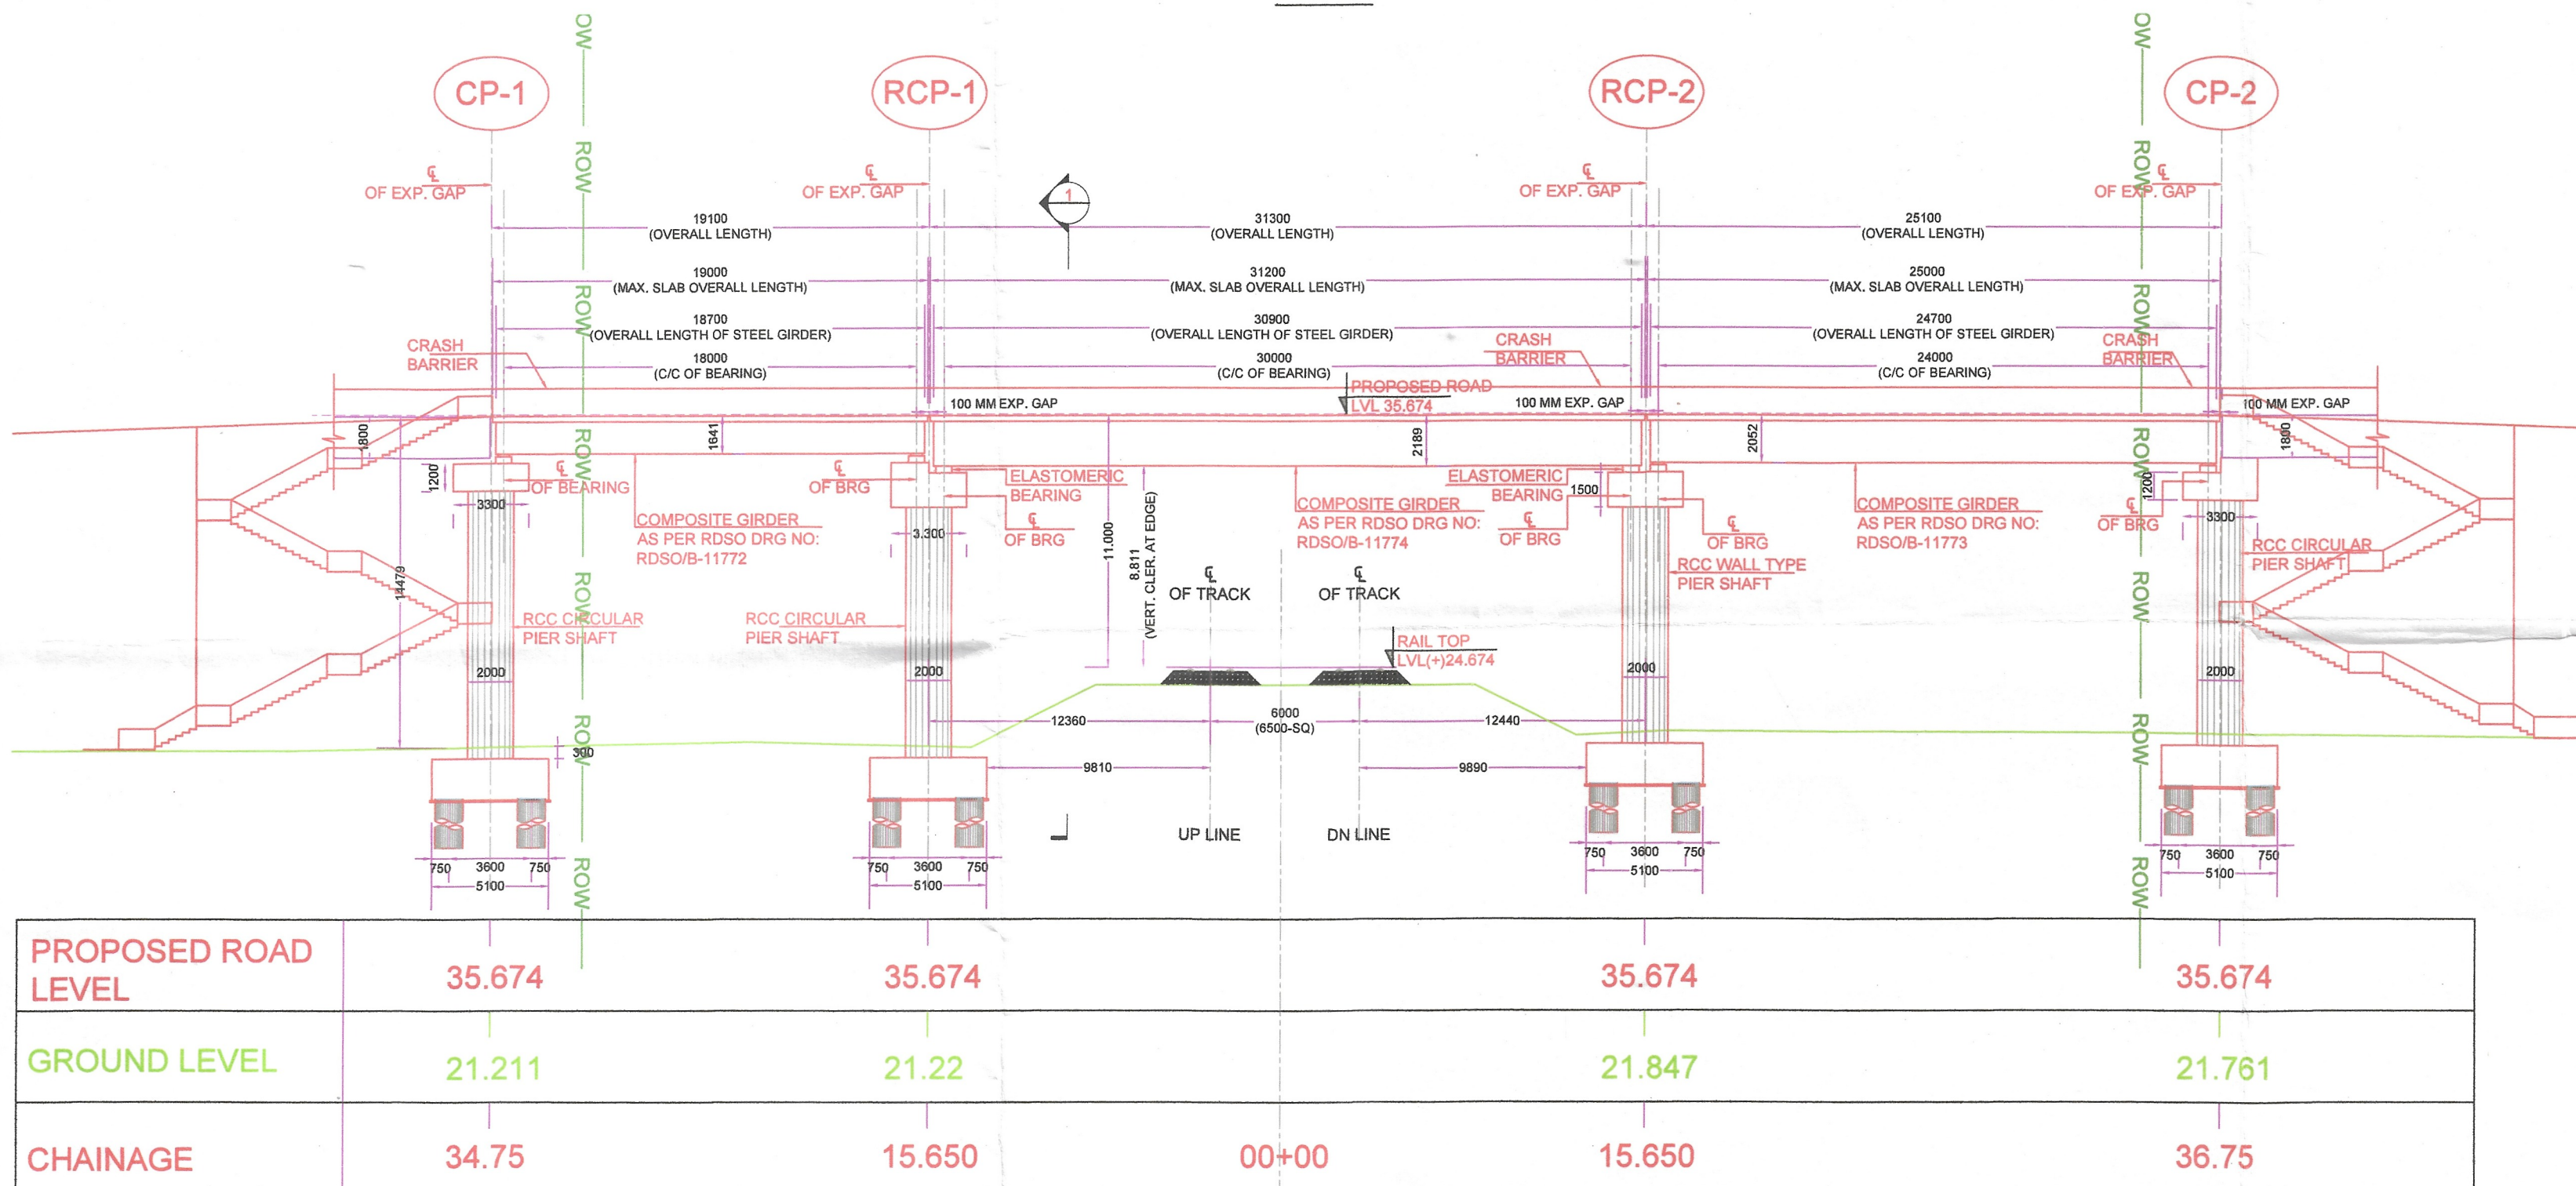 OW
OW
CP-1
RCP-1
RCP-2
CP-2
ROW
ROW
℄
OF EXP. GAP
℄
OF EXP. GAP
1
℄
OF EXP. GAP
℄
OF EXP. GAP
19100
(OVERALL LENGTH)
31300
(OVERALL LENGTH)
25100
(OVERALL LENGTH)
ROW
ROW
19000
(MAX. SLAB OVERALL LENGTH)
31200
(MAX. SLAB OVERALL LENGTH)
25000
(MAX. SLAB OVERALL LENGTH)
18700
(OVERALL LENGTH OF STEEL GIRDER)
30900
(OVERALL LENGTH OF STEEL GIRDER)
24700
(OVERALL LENGTH OF STEEL GIRDER)
CRASH
BARRIER
18000
(C/C OF BEARING)
30000
(C/C OF BEARING)
CRASH
BARRIER
24000
(C/C OF BEARING)
CRASH
BARRIER
PROPOSED ROAD
LVL 35.674
100 MM EXP. GAP
100 MM EXP. GAP
100 MM EXP. GAP
1800
1641
2189
2052
1800
ROW
ROW
1200
℄
OF BEARING
℄
OF BRG
ELASTOMERIC
BEARING
ELASTOMERIC
BEARING
1500
1200
3300
COMPOSITE GIRDER
AS PER RDSO DRG NO:
RDSO/B-11772
3.300
℄
OF BRG
11.000
8.811
(VERT. CLER. AT EDGE)
COMPOSITE GIRDER
AS PER RDSO DRG NO:
RDSO/B-11774
℄
OF BRG
℄
OF BRG
COMPOSITE GIRDER
AS PER RDSO DRG NO:
RDSO/B-11773
℄
OF BRG
3300
14479
RCC CIRCULAR
PIER SHAFT
℄
OF TRACK
℄
OF TRACK
RCC WALL TYPE
PIER SHAFT
ROW
ROW
RCC CIRCULAR
PIER SHAFT
RCC CIRCULAR
PIER SHAFT
RAIL TOP
LVL(+)24.674
2000
2000
2000
2000
12360
6000
(6500-SQ)
12440
ROW
ROW
300
9810
9890
UP LINE
DN LINE
750
3600
750
5100
750
3600
750
5100
750
3600
750
5100
750
3600
750
5100
ROW
ROW
PROPOSED ROAD
LEVEL
35.674
35.674
35.674
35.674
GROUND LEVEL
21.211
21.22
21.847
21.761
CHAINAGE
34.75
15.650
00+00
15.650
36.75